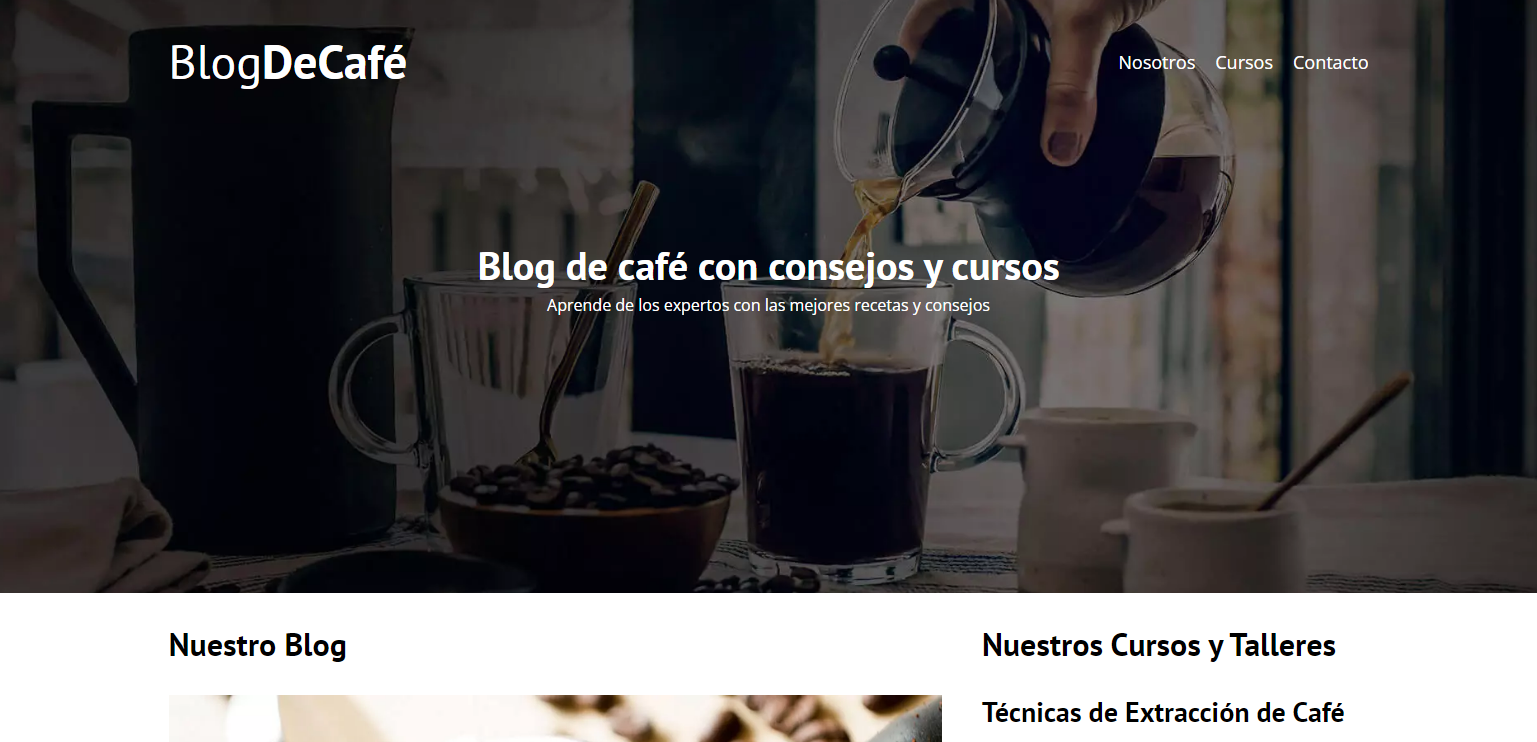 BlogDeCafé
Nosotros Cursos Contacto
Blog de café con consejos y cursos
Aprende de los expertos con las mejores recetas y consejos
Nuestro Blog
Nuestros Cursos y Talleres
Técnicas de Extracción de Café